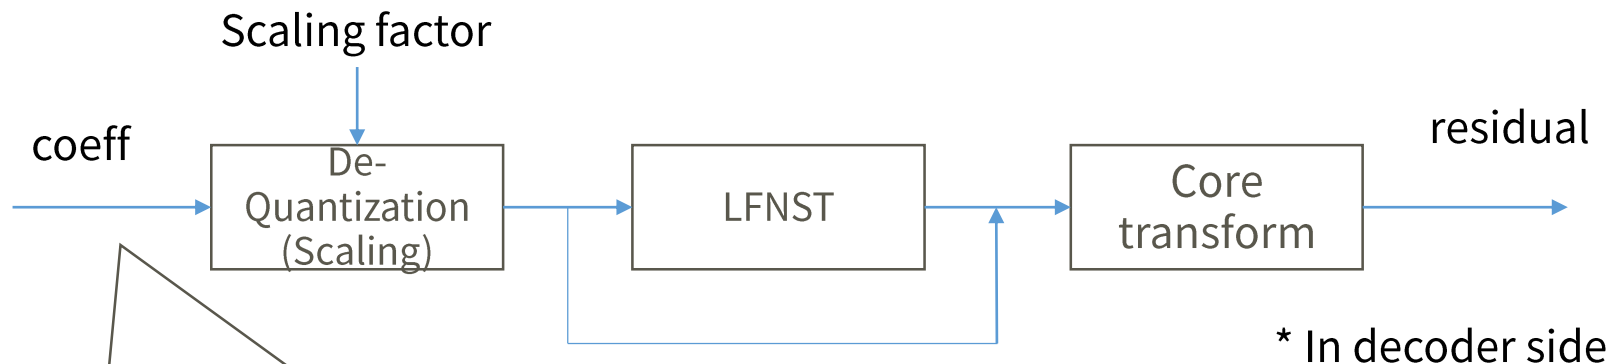 Scaling factor
coeff
De-
Quantization
(Scaling)
LFNST
Core
transform
residual
* In decoder side